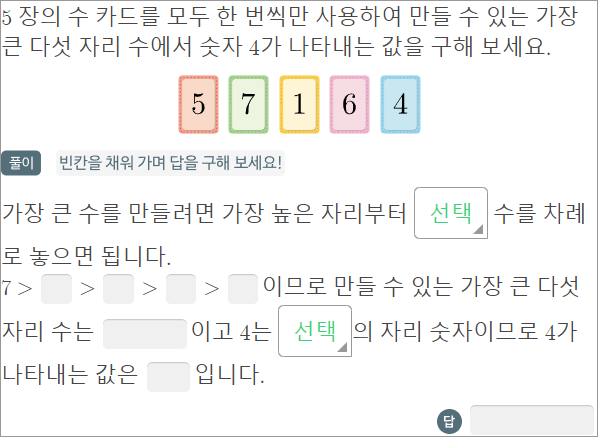 5 장의 수 카드를 모두 한 번씩만 사용하여 만들 수 있는 가장
큰 다섯 자리 수에서 숫자 4가 나타내는 값을 구해 보세요.
5 7 1 6 4
풀이 빈칸을 채워 가며 답을 구해 보세요!
가장 큰 수를 만들려면 가장 높은 자리부터 선택 수를 차례
로 놓으면 됩니다.
7 > > > > 이므로 만들 수 있는 가장 큰 다섯
자리 수는 이고 4는 선택 의 자리 숫자이므로 4가
나타내는 값은 입니다.
답